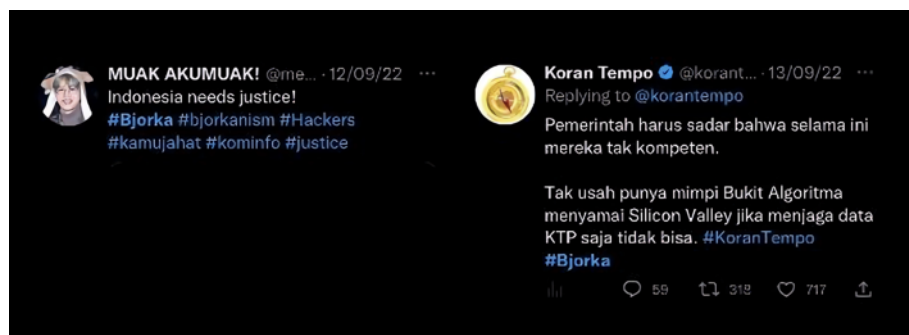 MUAK AKUMUAK! @me... · 12/09/22 ···
Indonesia needs justice!
#Bjorka #bjorkanism #Hackers
#kamujahat #kominfo #justice
Koran Tempo @korant... · 13/09/22 ···
Replying to @korantempo
Pemerintah harus sadar bahwa selama ini
mereka tak kompeten.
Tak usah punya mimpi Bukit Algoritma
menyamai Silicon Valley jika menjaga data
KTP saja tidak bisa. #KoranTempo
#Bjorka
59 318 717